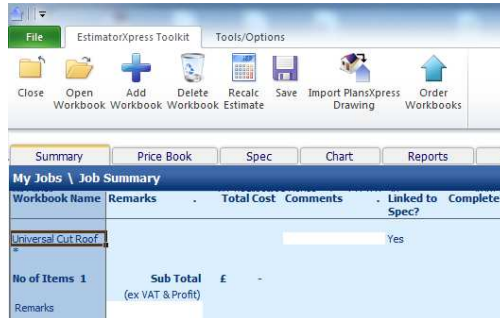 File EstimatorXpress Toolkit Tools/Options
Close Open Workbook Add Workbook Delete Workbook Recalc Estimate Save Import PlansXpress Drawing Order Workbooks
Summary Price Book Spec Chart Reports
My Jobs \ Job Summary
Workbook Name Remarks . Total Cost Comments . Linked to Spec? Complete
Universal Cut Roof Yes
No of Items 1 Sub Total £ -
(ex VAT & Profit)
Remarks